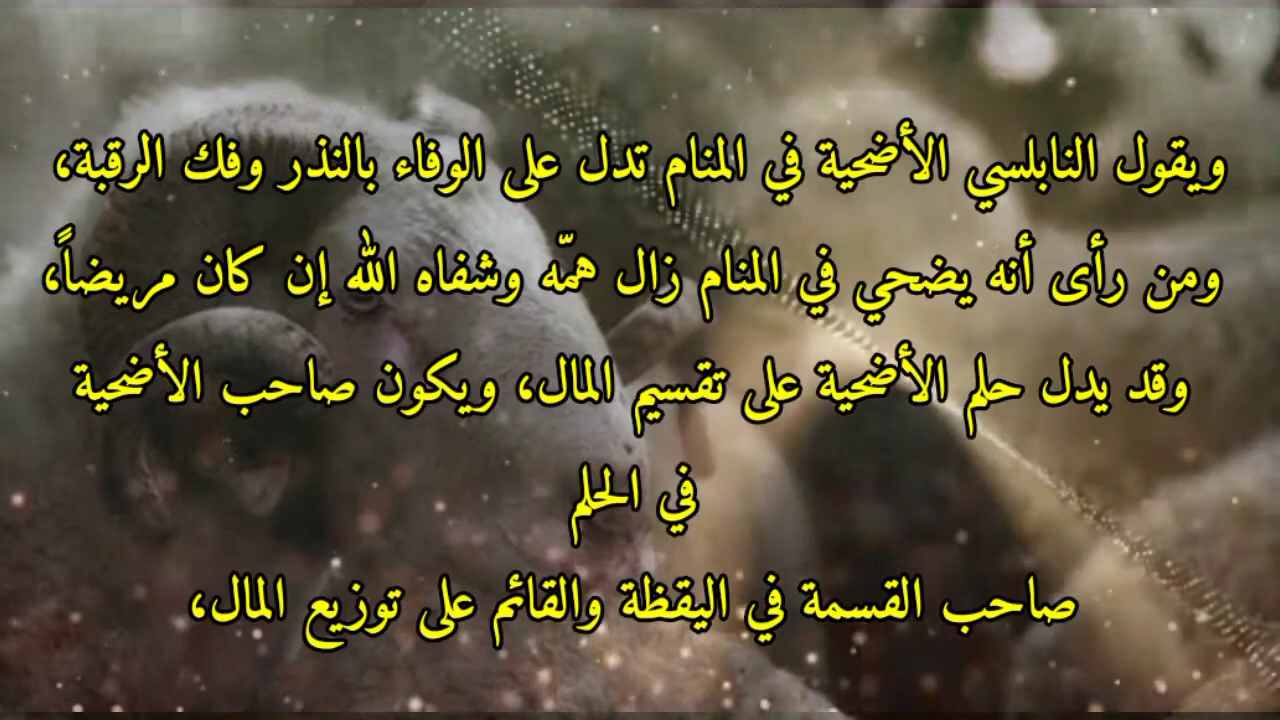 ويقول النابلسي الأضحية في المنام تدل على الوفاء بالنذر وفك الرقبة،
ومن رأى أنه يضحي في المنام زال همّه وشفاه الله إن كان مريضاً،
وقد يدل حلم الأضحية على تقسيم المال، ويكون صاحب الأضحية
في الحلم
صاحب القسمة في اليقظة والقائم على توزيع المال،